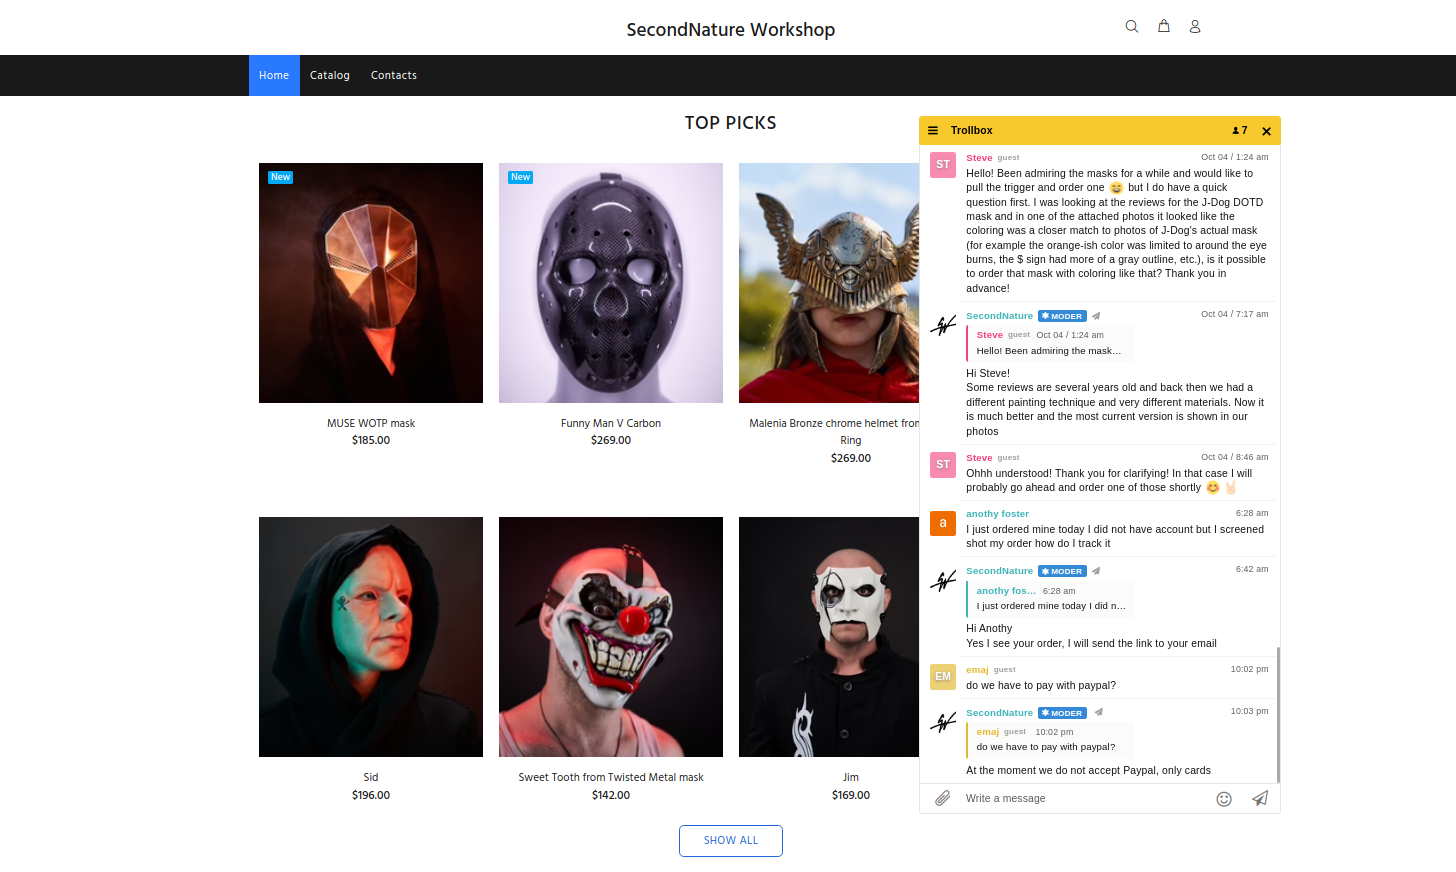 SecondNature Workshop
Home
Catalog
Contacts
TOP PICKS
New
MUSE WOTP mask
$185.00
New
Funny Man V Carbon
$269.00
Malenia Bronze chrome helmet from
Ring
$269.00
Sid
$196.00
Sweet Tooth from Twisted Metal mask
$142.00
Jim
$169.00
SHOW ALL
Trollbox
7
ST
Steve guest
Oct 04 / 1:24 am
Hello! Been admiring the masks for a while and would like to
pull the trigger and order one 😄 but I do have a quick
question first. I was looking at the reviews for the J-Dog DOTD
mask and in one of the attached photos it looked like the
coloring was a closer match to photos of J-Dog's actual mask
(for example the orange-ish color was limited to around the eye
burns, the $ sign had more of a gray outline, etc.), is it possible
to order that mask with coloring like that? Thank you in
advance!
SecondNature MODER
Oct 04 / 7:17 am
Steve guest Oct 04 / 1:24 am
Hello! Been admiring the mask...
Hi Steve!
Some reviews are several years old and back then we had a
different painting technique and very different materials. Now it
is much better and the most current version is shown in our
photos
ST
Steve guest
Oct 04 / 8:46 am
Ohhh understood! Thank you for clarifying! In that case I will
probably go ahead and order one of those shortly 😊 🤘🏻
a
anothy foster
6:28 am
I just ordered mine today I did not have account but I screened
shot my order how do I track it
SecondNature MODER
6:42 am
anothy fos... 6:28 am
I just ordered mine today I did n...
Hi Anothy
Yes I see your order, I will send the link to your email
EM
emaj guest
10:02 pm
do we have to pay with paypal?
SecondNature MODER
10:03 pm
emaj guest 10:02 pm
do we have to pay with paypal?
At the moment we do not accept Paypal, only cards
Write a message